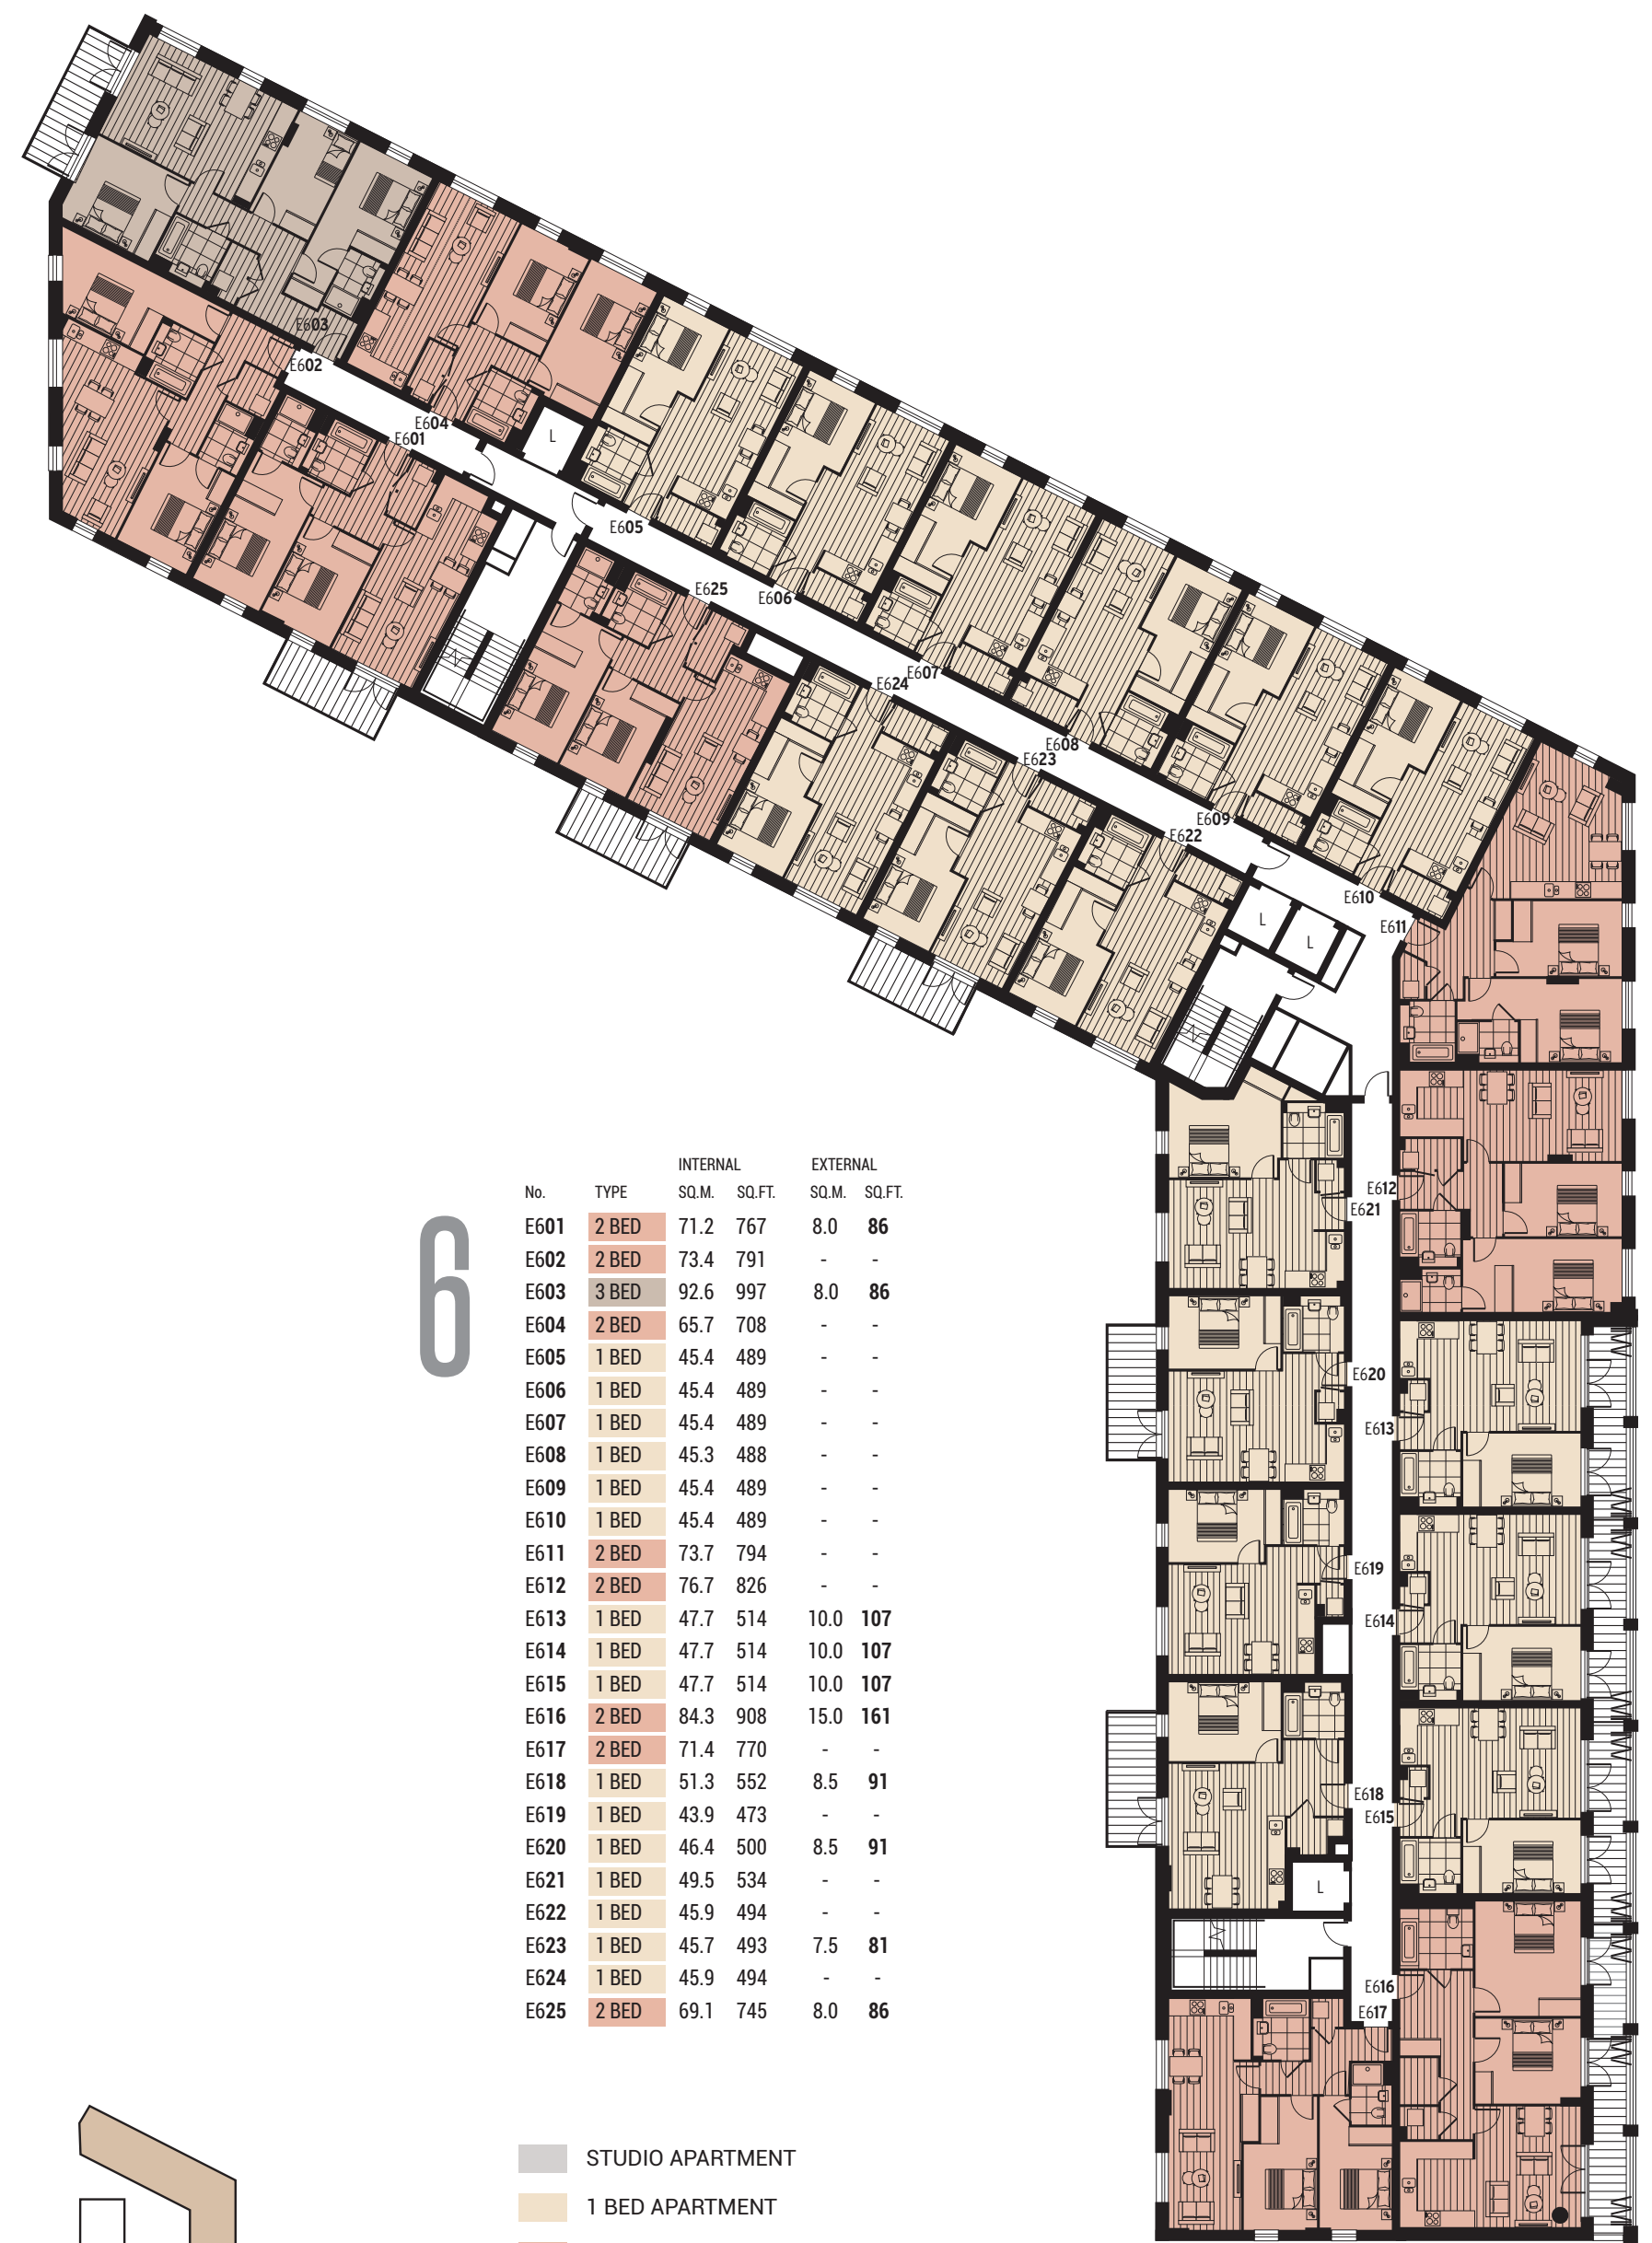 E603
E602
E604
E601
L
E605
E625
E606
E607
E624
E608
E623
E609
E622
E610
L
L
E611
E612
E621
E620
E613
E619
E614
E618
E615
L
E616
E617
6
INTERNAL EXTERNAL
No. TYPE SQ.M. SQ.FT. SQ.M. SQ.FT.
E601 2 BED 71.2 767 8.0 86
E602 2 BED 73.4 791 - -
E603 3 BED 92.6 997 8.0 86
E604 2 BED 65.7 708 - -
E605 1 BED 45.4 489 - -
E606 1 BED 45.4 489 - -
E607 1 BED 45.4 489 - -
E608 1 BED 45.3 488 - -
E609 1 BED 45.4 489 - -
E610 1 BED 45.4 489 - -
E611 2 BED 73.7 794 - -
E612 2 BED 76.7 826 - -
E613 1 BED 47.7 514 10.0 107
E614 1 BED 47.7 514 10.0 107
E615 1 BED 47.7 514 10.0 107
E616 2 BED 84.3 908 15.0 161
E617 2 BED 71.4 770 - -
E618 1 BED 51.3 552 8.5 91
E619 1 BED 43.9 473 - -
E620 1 BED 46.4 500 8.5 91
E621 1 BED 49.5 534 - -
E622 1 BED 45.9 494 - -
E623 1 BED 45.7 493 7.5 81
E624 1 BED 45.9 494 - -
E625 2 BED 69.1 745 8.0 86
STUDIO APARTMENT
1 BED APARTMENT